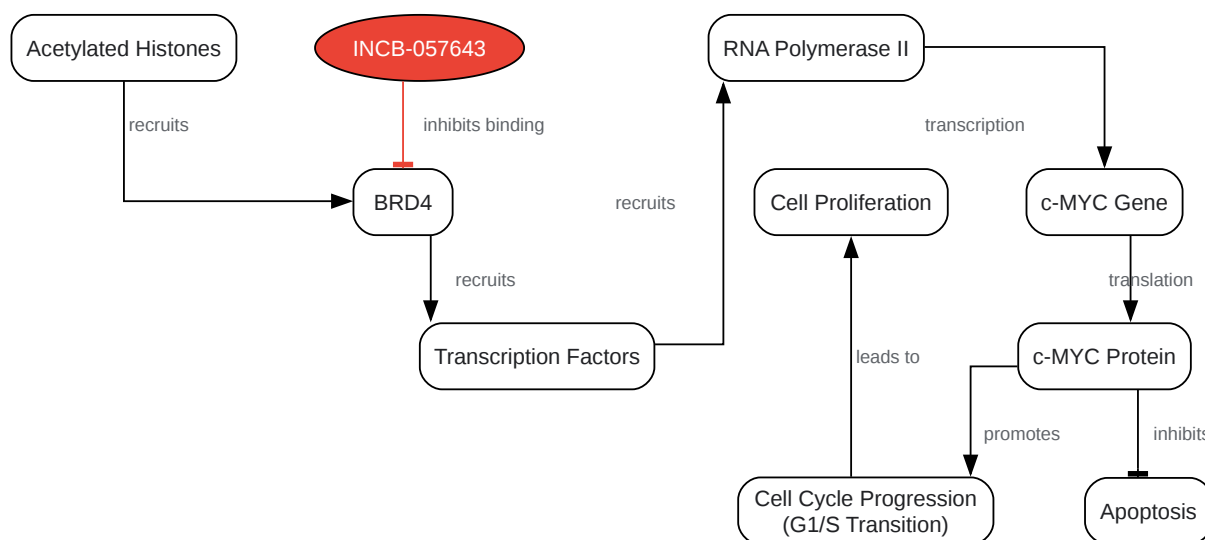 Acetylated Histones
INCB-057643
RNA Polymerase II
recruits
inhibits binding
transcription
BRD4
recruits
Cell Proliferation
c-MYC Gene
recruits
translation
Transcription Factors
leads to
c-MYC Protein
promotes
inhibits
Cell Cycle Progression
(G1/S Transition)
Apoptosis